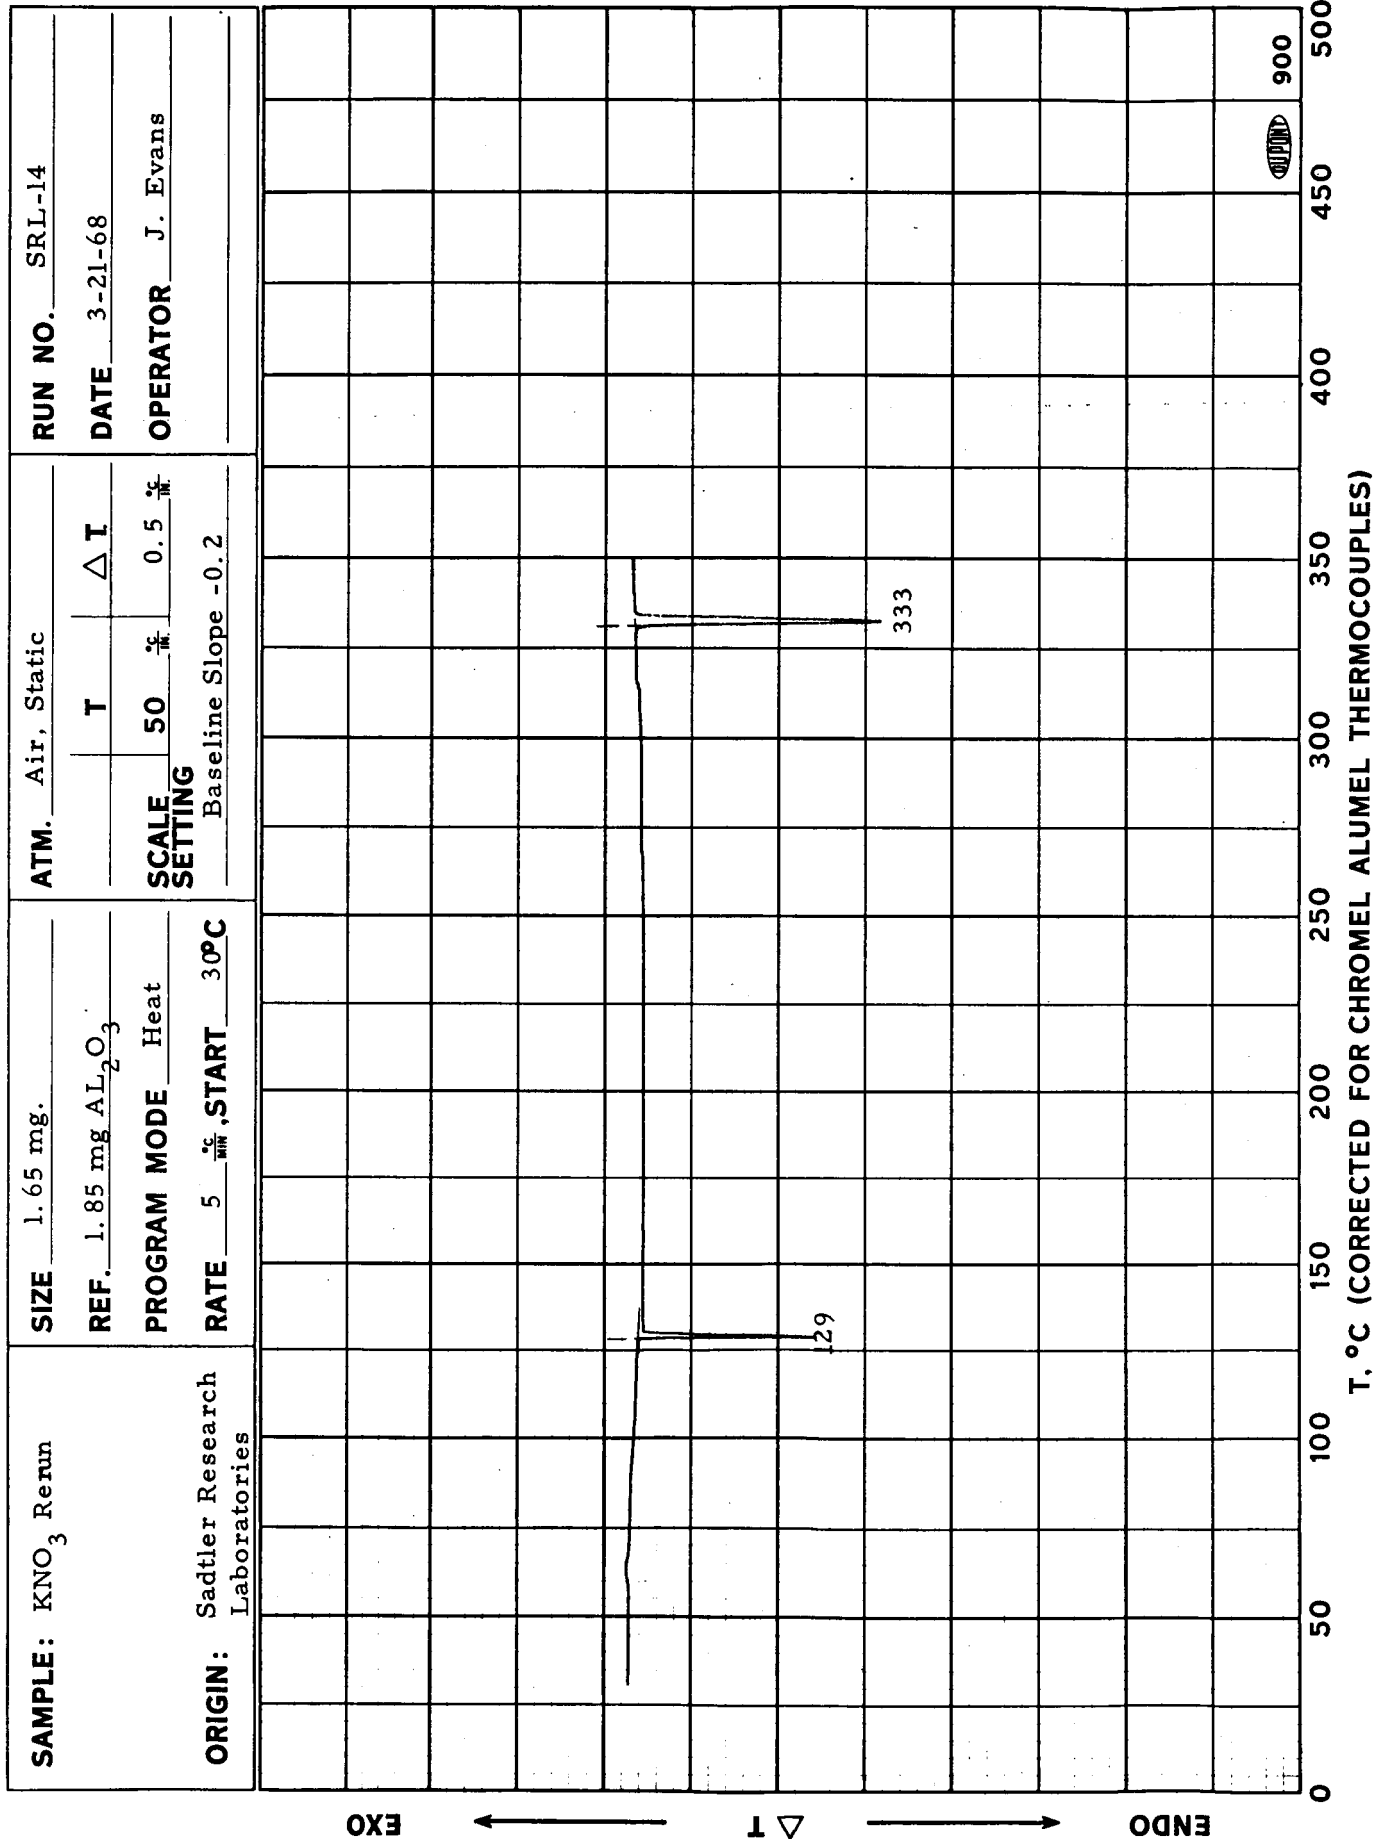 SAMPLE: KNO3 Rerun
ORIGIN: Sadtler Research
Laboratories
SIZE 1.65 mg.
REF. 1.85 mg AL2O3
PROGRAM MODE Heat
RATE 5 °C/MIN, START 30°C
ATM. Air, Static
T ΔT
SCALE SETTING 50 °C/IN. 0.5 °C/IN.
Baseline Slope -0.2
RUN NO. SRL-14
DATE 3-21-68
OPERATOR J. Evans
EXO
ΔT
ENDO
129
333
DUPONT 900
0 50 100 150 200 250 300 350 400 450 500
T, °C (CORRECTED FOR CHROMEL ALUMEL THERMOCOUPLES)